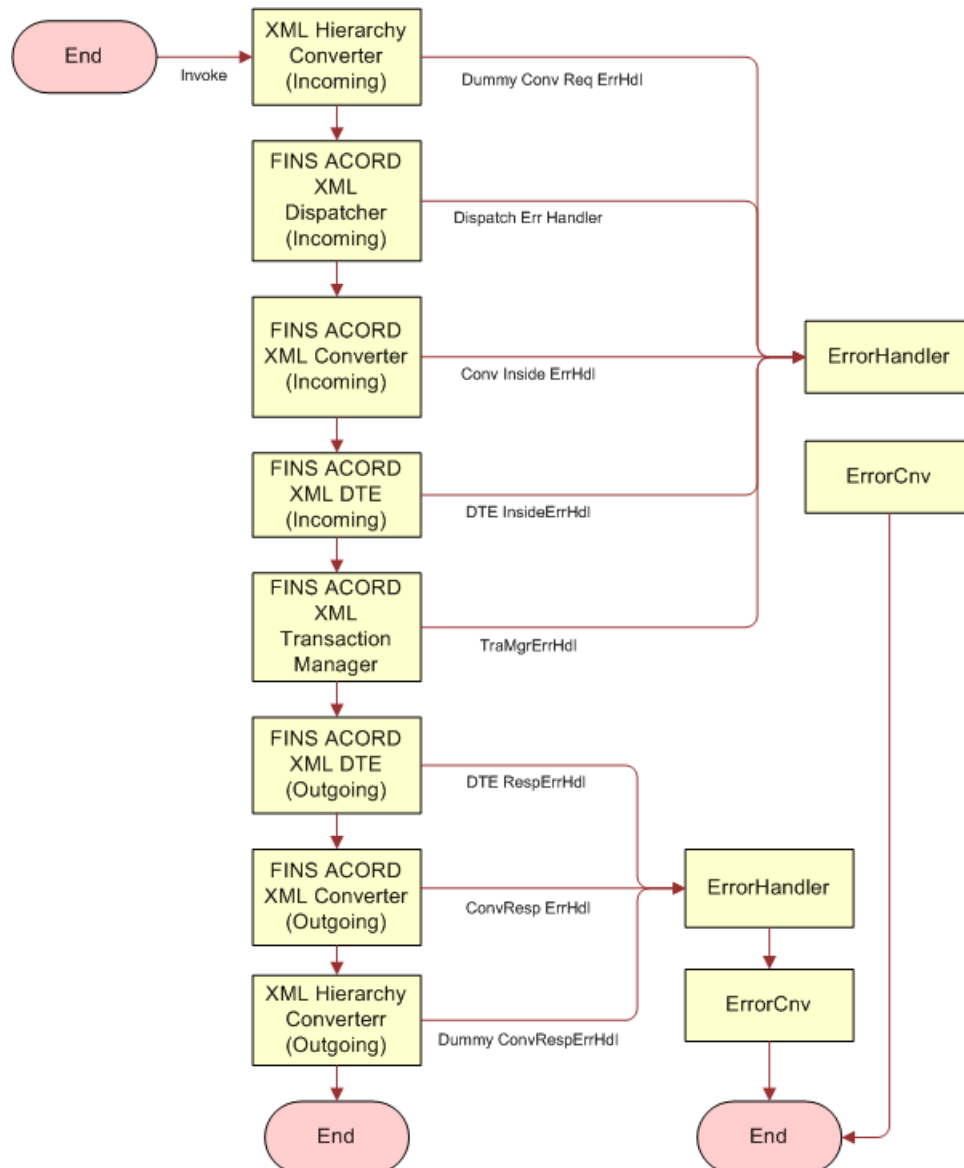 End
Invoke
XML Hierarchy
Converter
(Incoming)
Dummy Conv Req ErrHdl
FINS ACORD
XML
Dispatcher
(Incoming)
Dispatch Err Handler
FINS ACORD
XML Converter
(Incoming)
Conv Inside ErrHdl
ErrorHandler
ErrorCnv
FINS ACORD
XML DTE
(Incoming)
DTE InsideErrHdl
FINS ACORD
XML
Transaction
Manager
TraMgrErrHdl
FINS ACORD
XML DTE
(Outgoing)
DTE RespErrHdl
FINS ACORD
XML Converter
(Outgoing)
ConvResp ErrHdl
ErrorHandler
XML Hierarchy
Converterr
(Outgoing)
Dummy ConvRespErrHdl
ErrorCnv
End
End